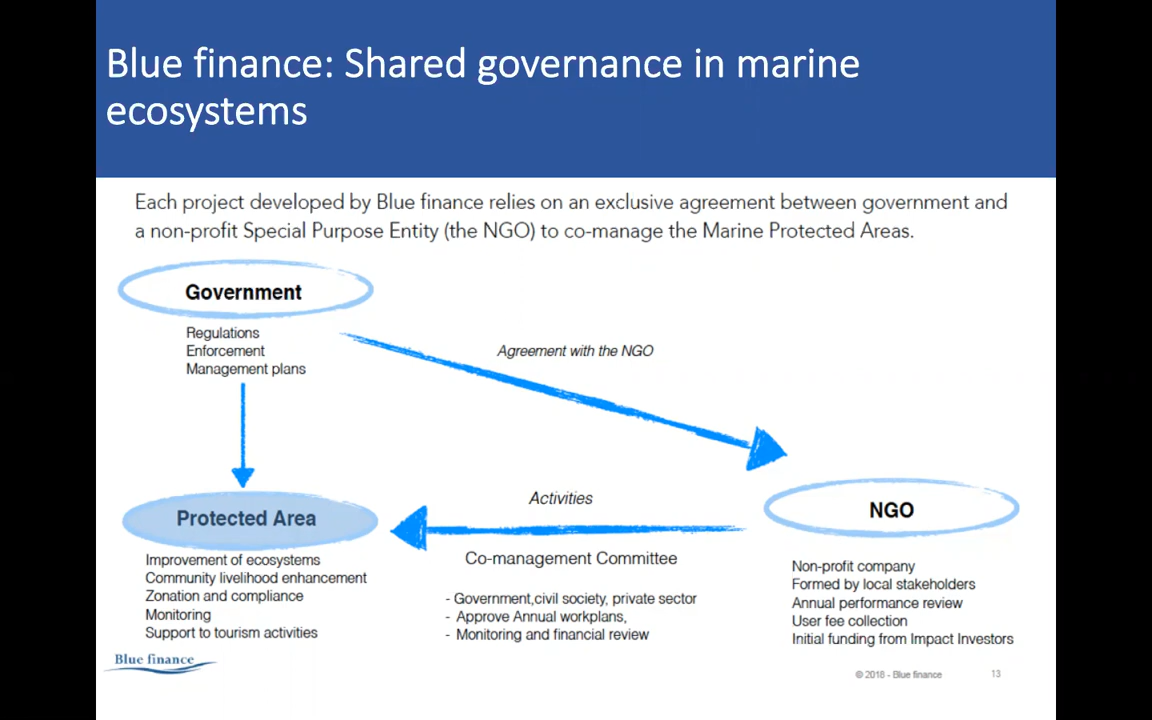 Blue finance: Shared governance in marine
ecosystems
Each project developed by Blue finance relies on an exclusive agreement between government and
a non-profit Special Purpose Entity (the NGO) to co-manage the Marine Protected Areas.
Government
Regulations
Enforcement
Management plans
Agreement with the NGO
Protected Area
Improvement of ecosystems
Community livelihood enhancement
Zonation and compliance
Monitoring
Support to tourism activities
Activities
Co-management Committee
- Government,civil society, private sector
- Approve Annual workplans,
- Monitoring and financial review
NGO
Non-profit company
Formed by local stakeholders
Annual performance review
User fee collection
Initial funding from Impact Investors
Blue finance
© 2018 - Blue finance
13